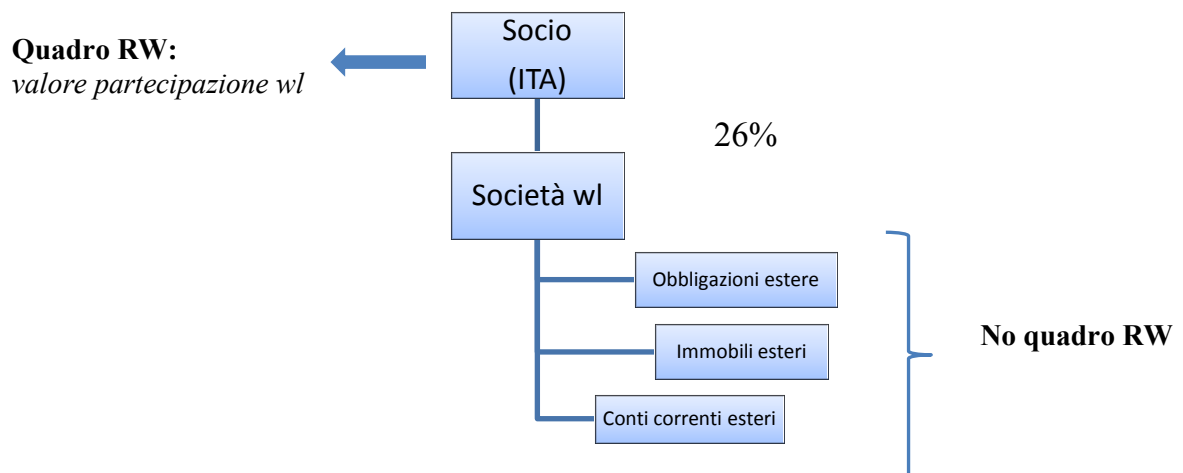 Quadro RW:
valore partecipazione wl
Socio
(ITA)
26%
Società wl
Obbligazioni estere
Immobili esteri
Conti correnti esteri
No quadro RW